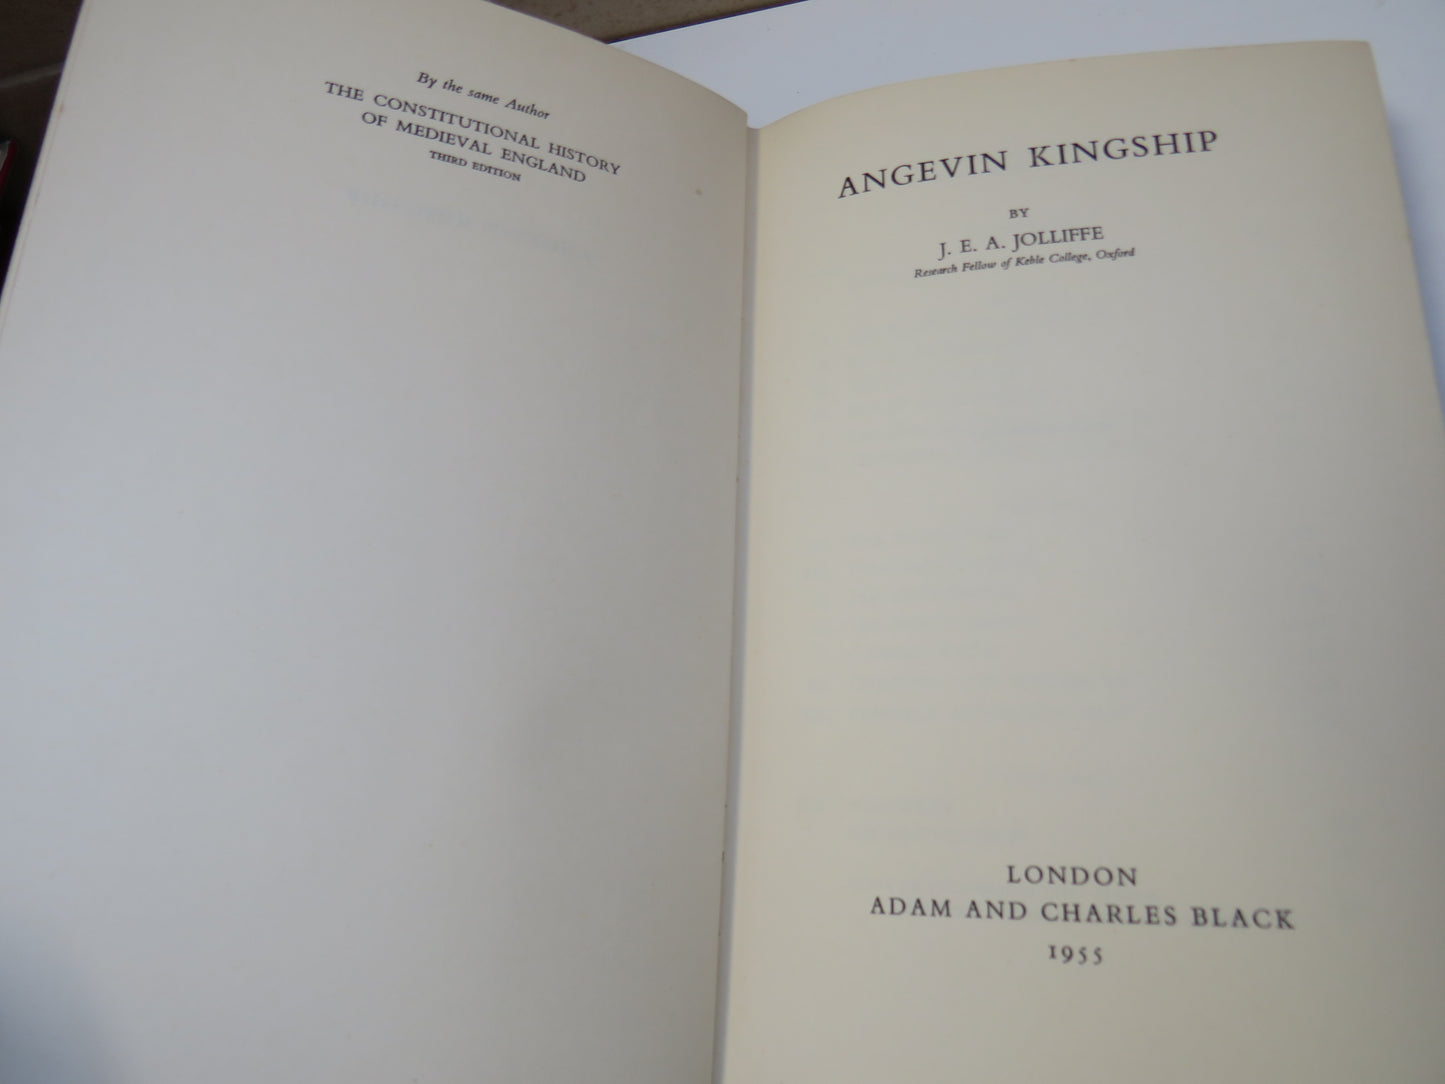 By the same Author
THE CONSTITUTIONAL HISTORY
OF MEDIEVAL ENGLAND
THIRD EDITION
ANGEVIN KINGSHIP
BY
J. E. A. JOLLIFFE
Research Fellow of Keble College, Oxford
LONDON
ADAM AND CHARLES BLACK
1955